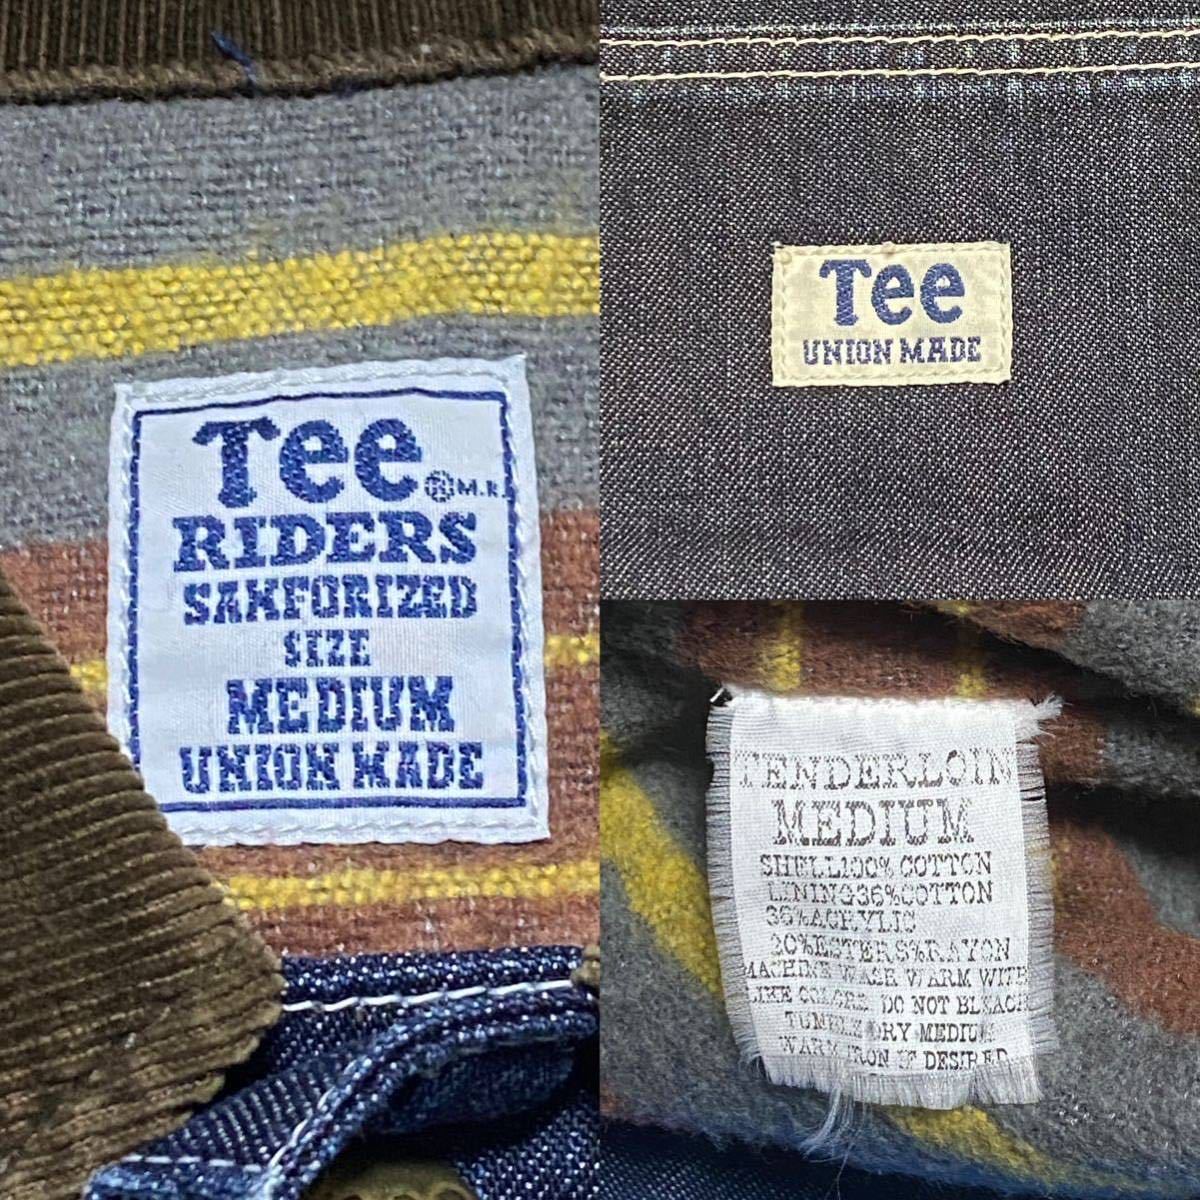 Tee
® M.R.
RIDERS
SANFORIZED
SIZE
MEDIUM
UNION MADE
Tee
UNION MADE
TENDERLOIN
MEDIUM
SHELL100% COTTON
LINING36%COTTON
36%ACRYLIC
20%ESTER8%RAYON
MACHINE WASH WARM WITH
LIKE COLORS DO NOT BLEACH
TUMBLE DRY MEDIUM
WARM IRON IF DESIRED